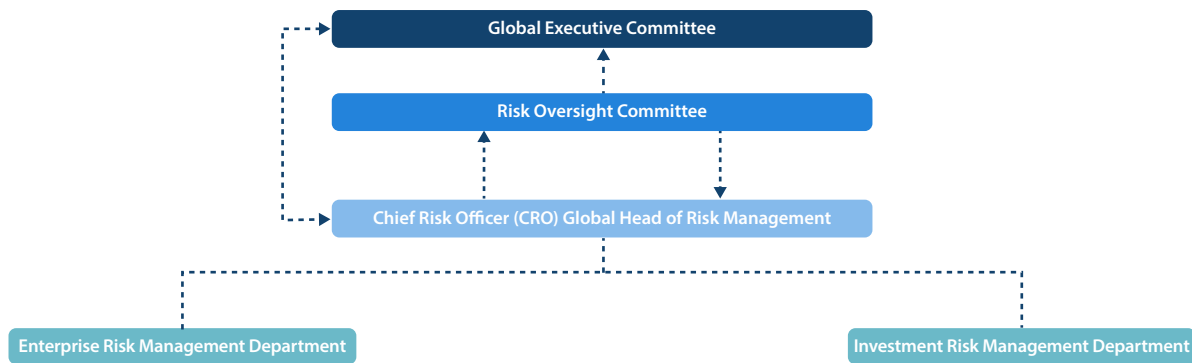 Global Executive Committee
Risk Oversight Committee
Chief Risk Officer (CRO) Global Head of Risk Management
Enterprise Risk Management Department
Investment Risk Management Department